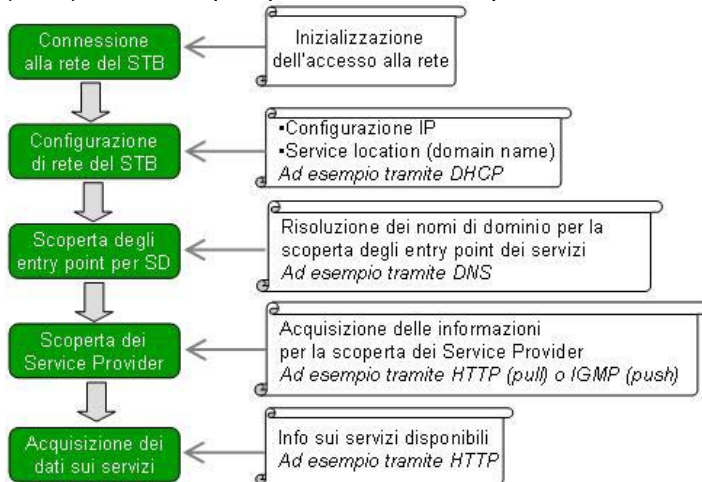 Connessione
alla rete del STB
Inizializzazione
dell'accesso alla rete
Configurazione
di rete del STB
▪Configurazione IP
▪Service location (domain name)
Ad esempio tramite DHCP
Scoperta degli
entry point per SD
Risoluzione dei nomi di dominio per la
scoperta degli entry point dei servizi
Ad esempio tramite DNS
Scoperta dei
Service Provider
Acquisizione delle informazioni
per la scoperta dei Service Provider
Ad esempio tramite HTTP (pull) o IGMP (push)
Acquisizione dei
dati sui servizi
Info sui servizi disponibili
Ad esempio tramite HTTP